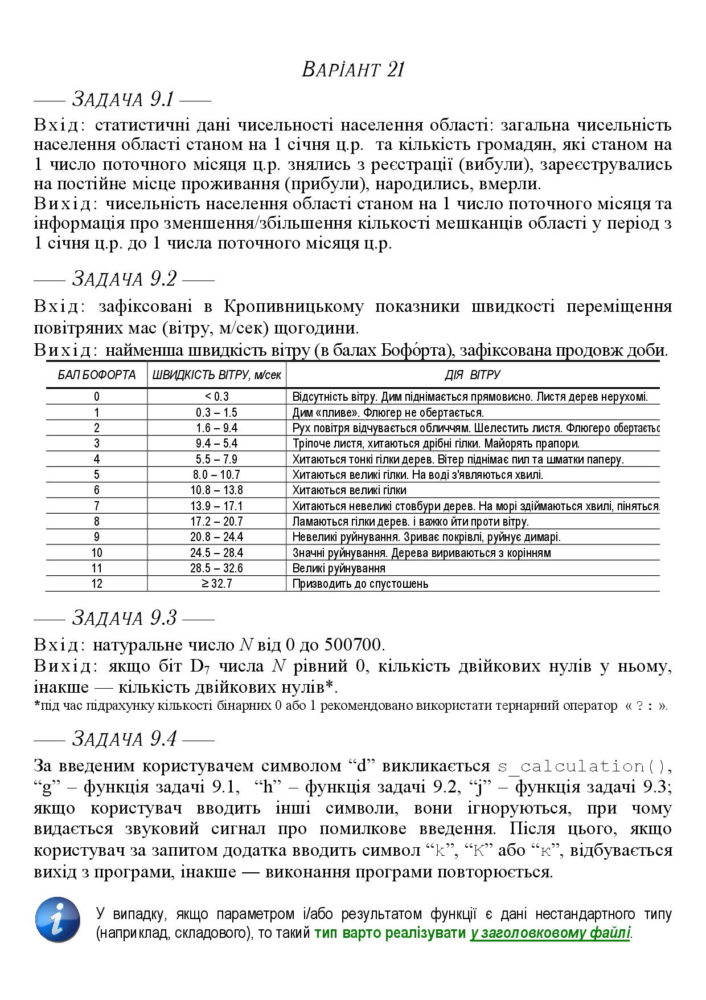 ВАРІАНТ 21
ЗАДАЧА 9.1
Вхід: статистичні дані чисельності населення області: загальна чисельність
населення області станом на 1 січня ц.р. та кількість громадян, які станом на
1 число поточного місяця ц.р. знялись з реєстрації (вибули), зареєструвались
на постійне місце проживання (прибули), народились, вмерли.
Вихід: чисельність населення області станом на 1 число поточного місяця та
інформація про зменшення/збільшення кількості мешканців області у період з
1 січня ц.р. до 1 числа поточного місяця ц.р.
ЗАДАЧА 9.2
Вхід: зафіксовані в Кропивницькому показники швидкості переміщення
повітряних мас (вітру, м/сек) щогодини.
Вихід: найменша швидкість вітру (в балах Бофо́рта), зафіксована продовж доби.
БАЛ БОФОРТА ШВИДКІСТЬ ВІТРУ, м/сек ДІЯ ВІТРУ
0 < 0.3 Відсутність вітру. Дим піднімається прямовисно. Листя дерев нерухомі.
1 0.3 – 1.5 Дим «пливе». Флюгер не обертається.
2 1.6 – 9.4 Рух повітря відчувається обличчям. Шелестить листя. Флюгеро обертаєтьс
3 9.4 – 5.4 Тріпоче листя, хитаються дрібні гілки. Майорять прапори.
4 5.5 – 7.9 Хитаються тонкі гілки дерев. Вітер піднімає пил та шматки паперу.
5 8.0 – 10.7 Хитаються великі гілки. На воді з'являються хвилі.
6 10.8 – 13.8 Хитаються великі гілки
7 13.9 – 17.1 Хитаються невеликі стовбури дерев. На морі здіймаються хвилі, піняться.
8 17.2 – 20.7 Ламаються гілки дерев. і важко йти проти вітру.
9 20.8 – 24.4 Невеликі руйнування. Зриває покрівлі, руйнує димарі.
10 24.5 – 28.4 Значні руйнування. Дерева вириваються з корінням
11 28.5 – 32.6 Великі руйнування
12 ≥ 32.7 Призводить до спустошень
ЗАДАЧА 9.3
Вхід: натуральне число N від 0 до 500700.
Вихід: якщо біт D₇ числа N рівний 0, кількість двійкових нулів у ньому,
інакше — кількість двійкових нулів*.
*під час підрахунку кількості бінарних 0 або 1 рекомендовано використати тернарний оператор « ? : ».
ЗАДАЧА 9.4
За введеним користувачем символом “d” викликається s_calculation(),
“g” – функція задачі 9.1, “h” – функція задачі 9.2, “j” – функція задачі 9.3;
якщо користувач вводить інші символи, вони ігноруються, при чому
видається звуковий сигнал про помилкове введення. Після цього, якщо
користувач за запитом додатка вводить символ “k”, “K” або “к”, відбувається
вихід з програми, інакше — виконання програми повторюється.
У випадку, якщо параметром і/або результатом функції є дані нестандартного типу
(наприклад, складового), то такий тип варто реалізувати у заголовковому файлі.